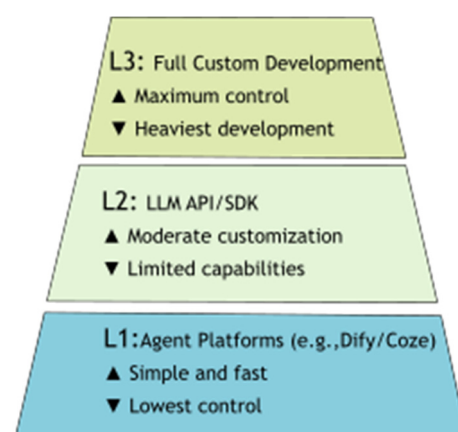 L3: Full Custom Development
▲ Maximum control
▼ Heaviest development
L2: LLM API/SDK
▲ Moderate customization
▼ Limited capabilities
L1:Agent Platforms (e.g.,Dify/Coze)
▲ Simple and fast
▼ Lowest control